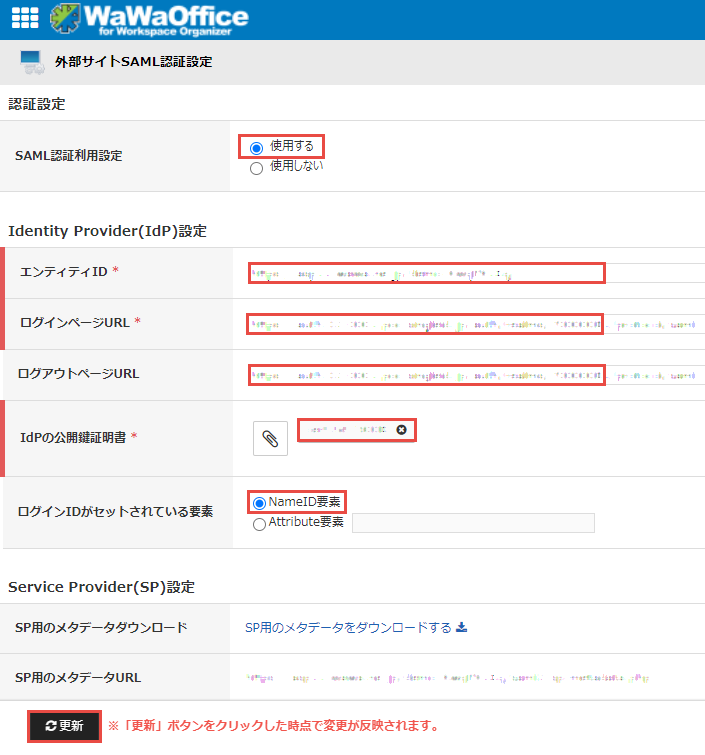 WaWaOffice
for Workspace Organizer
外部サイトSAML認証設定
認証設定
SAML認証利用設定
使用する
使用しない
Identity Provider(IdP)設定
エンティティID *
ログインページURL *
ログアウトページURL
IdPの公開鍵証明書 *
ログインIDがセットされている要素
NameID要素
Attribute要素
Service Provider(SP)設定
SP用のメタデータダウンロード
SP用のメタデータをダウンロードする
SP用のメタデータURL
更新
※「更新」ボタンをクリックした時点で変更が反映されます。